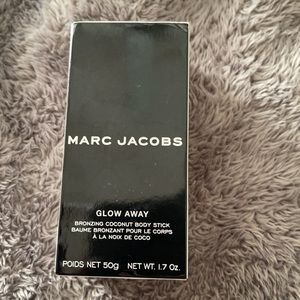 MARC JACOBS
GLOW AWAY
BRONZING COCONUT BODY STICK
BAUME BRONZANT POUR LE CORPS
À LA NOIX DE COCO
POIDS NET 50g NET WT. 1.7 Oz.